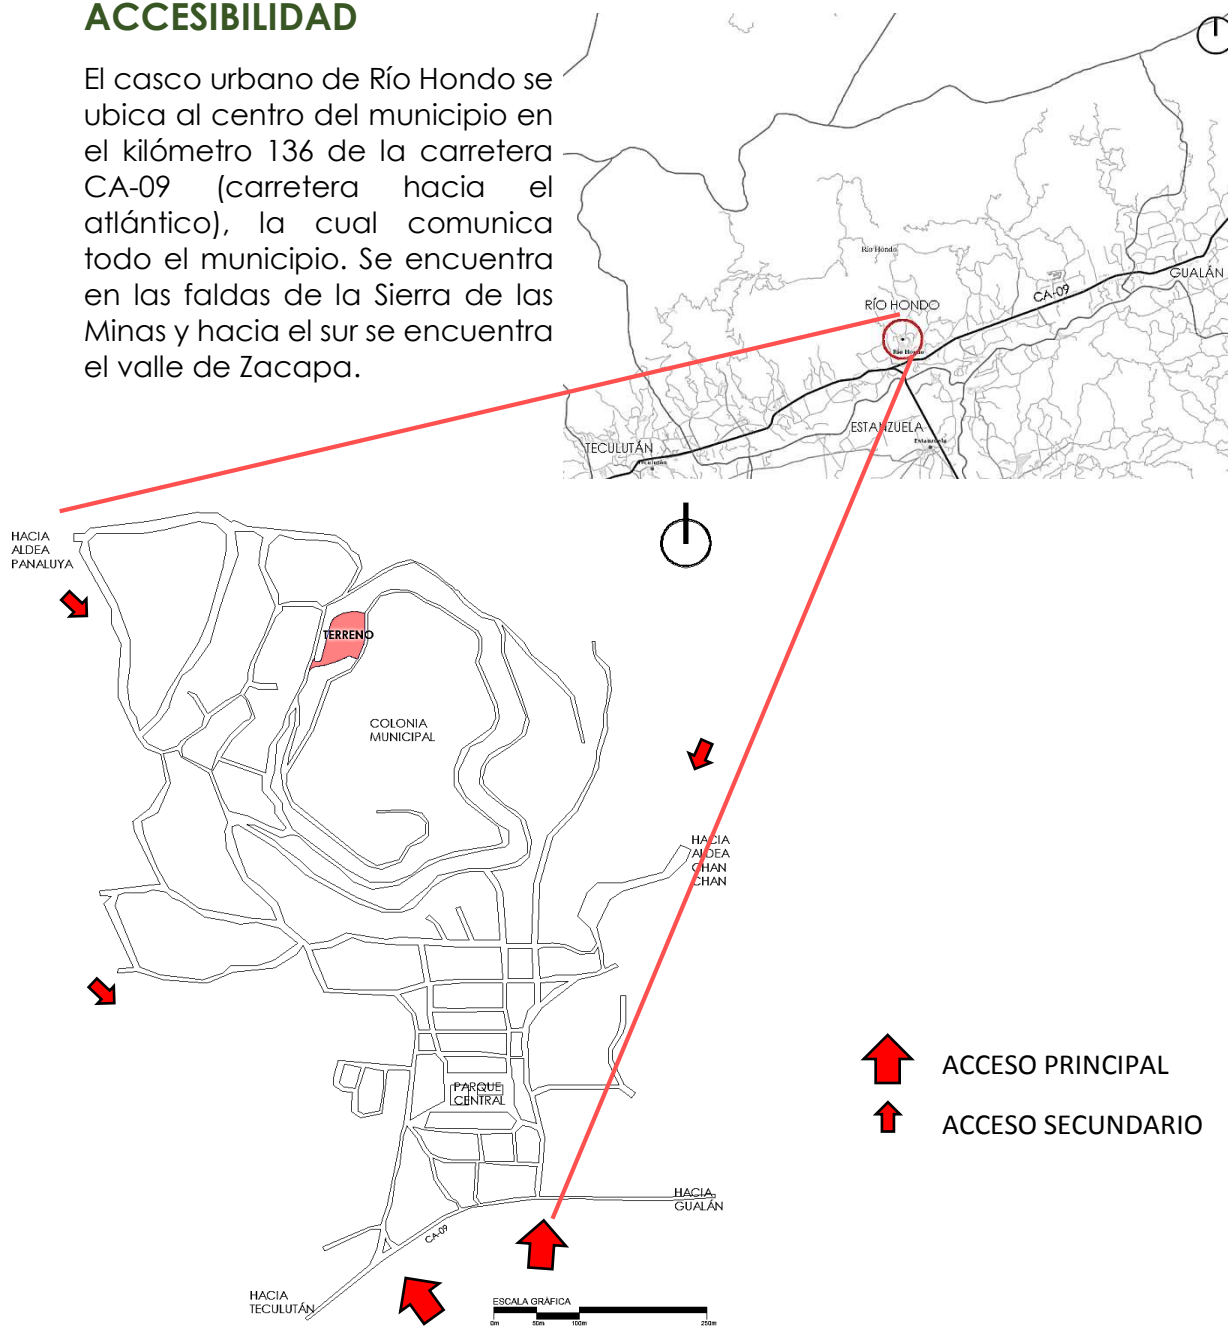 ACCESIBILIDAD
El casco urbano de Río Hondo se
ubica al centro del municipio en
el kilómetro 136 de la carretera
CA-09 (carretera hacia el
atlántico), la cual comunica
todo el municipio. Se encuentra
en las faldas de la Sierra de las
Minas y hacia el sur se encuentra
el valle de Zacapa.
Río Hondo
RÍO HONDO
Río Hondo
CA-09
GUALÁN
ESTANZUELA
Estanzuela
TECULUTÁN
Teculután
HACIA
ALDEA
PANALUYA
TERRENO
COLONIA
MUNICIPAL
HACIA
ALDEA
CHAN
CHAN
PARQUE
CENTRAL
HACIA
GUALÁN
CA-09
HACIA
TECULUTÁN
ESCALA GRÁFICA
0m 50m 100m 250m
ACCESO PRINCIPAL
ACCESO SECUNDARIO